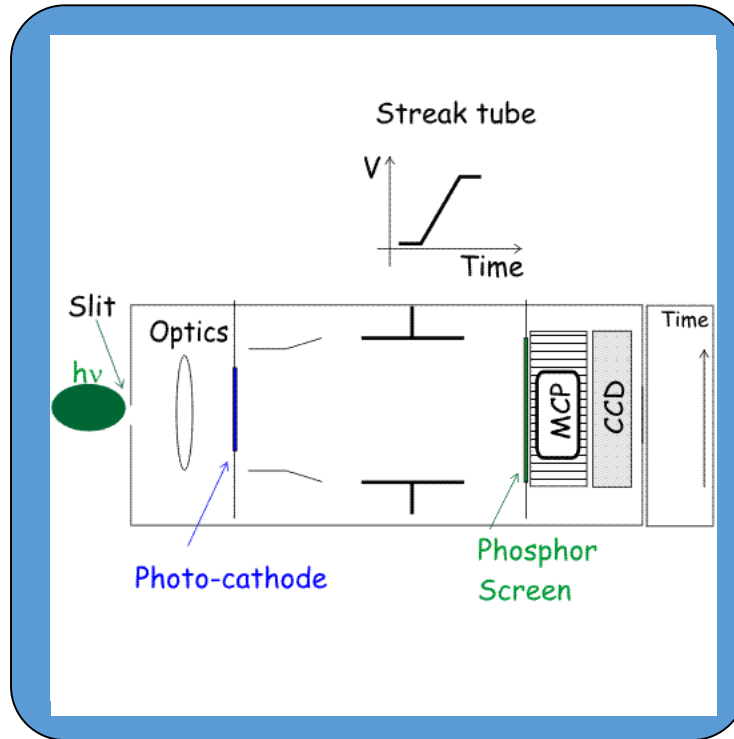 Streak tube
V
Time
Slit
Optics
Time
hν
MCP
CCD
Photo-cathode
Phosphor
Screen